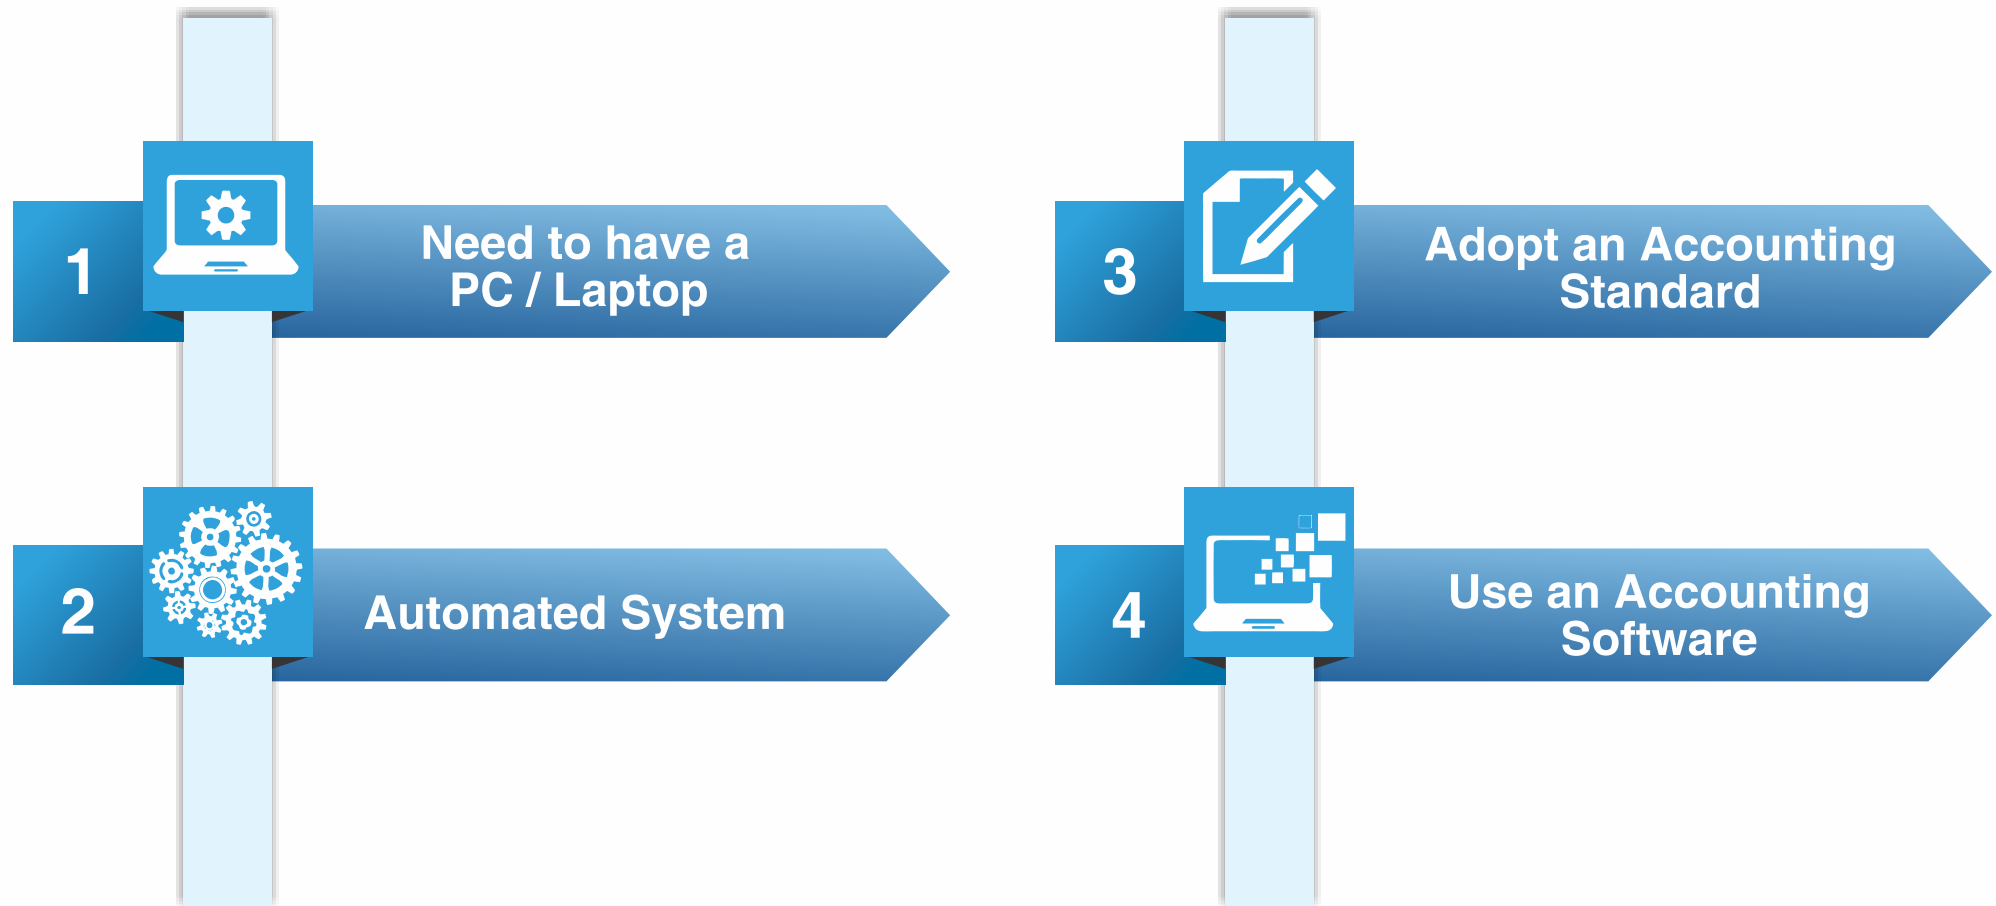 1
Need to have a
PC / Laptop
2
Automated System
3
Adopt an Accounting
Standard
4
Use an Accounting
Software